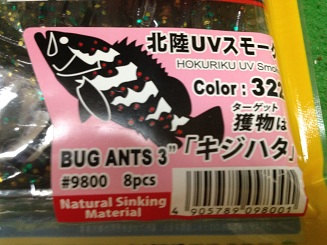 北陸UVスモーク
HOKURIKU UV Smok
Color : 322
ターゲット
獲物は
「キジハタ」
BUG ANTS 3"
#9800 8pcs
Natural Sinking
Material
4 905789 098001